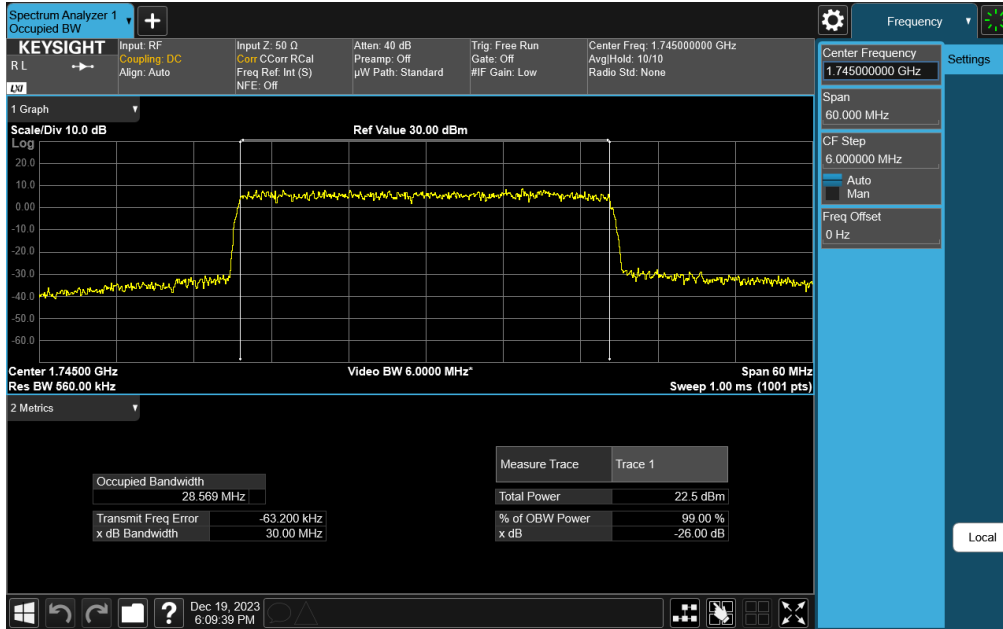 Spectrum Analyzer 1
Occupied BW
Frequency
KEYSIGHT
R L
LXI
Input: RF
Coupling: DC
Align: Auto
Input Z: 50 Ω
Corr CCorr RCal
Freq Ref: Int (S)
NFE: Off
Atten: 40 dB
Preamp: Off
µW Path: Standard
Trig: Free Run
Gate: Off
#IF Gain: Low
Center Freq: 1.745000000 GHz
Avg|Hold: 10/10
Radio Std: None
Center Frequency
1.745000000 GHz
Settings
Span
60.000 MHz
CF Step
6.000000 MHz
Auto
Man
Freq Offset
0 Hz
Local
1 Graph
Scale/Div 10.0 dB
Ref Value 30.00 dBm
Log
20.0
10.0
0.00
-10.0
-20.0
-30.0
-40.0
-50.0
-60.0
Center 1.74500 GHz
Video BW 6.0000 MHz*
Span 60 MHz
Res BW 560.00 kHz
Sweep 1.00 ms (1001 pts)
2 Metrics
Measure Trace Trace 1
Occupied Bandwidth
28.569 MHz
Total Power 22.5 dBm
Transmit Freq Error -63.200 kHz
% of OBW Power 99.00 %
x dB Bandwidth 30.00 MHz
x dB -26.00 dB
Dec 19, 2023
6:09:39 PM